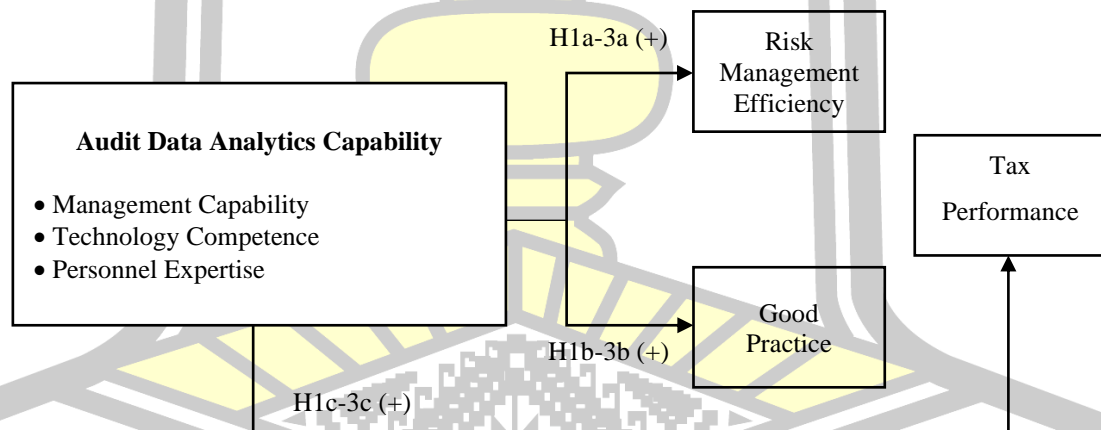 H1a-3a (+)
Risk
Management
Efficiency
Audit Data Analytics Capability
• Management Capability
• Technology Competence
• Personnel Expertise
Tax
Performance
Good
Practice
H1b-3b (+)
H1c-3c (+)